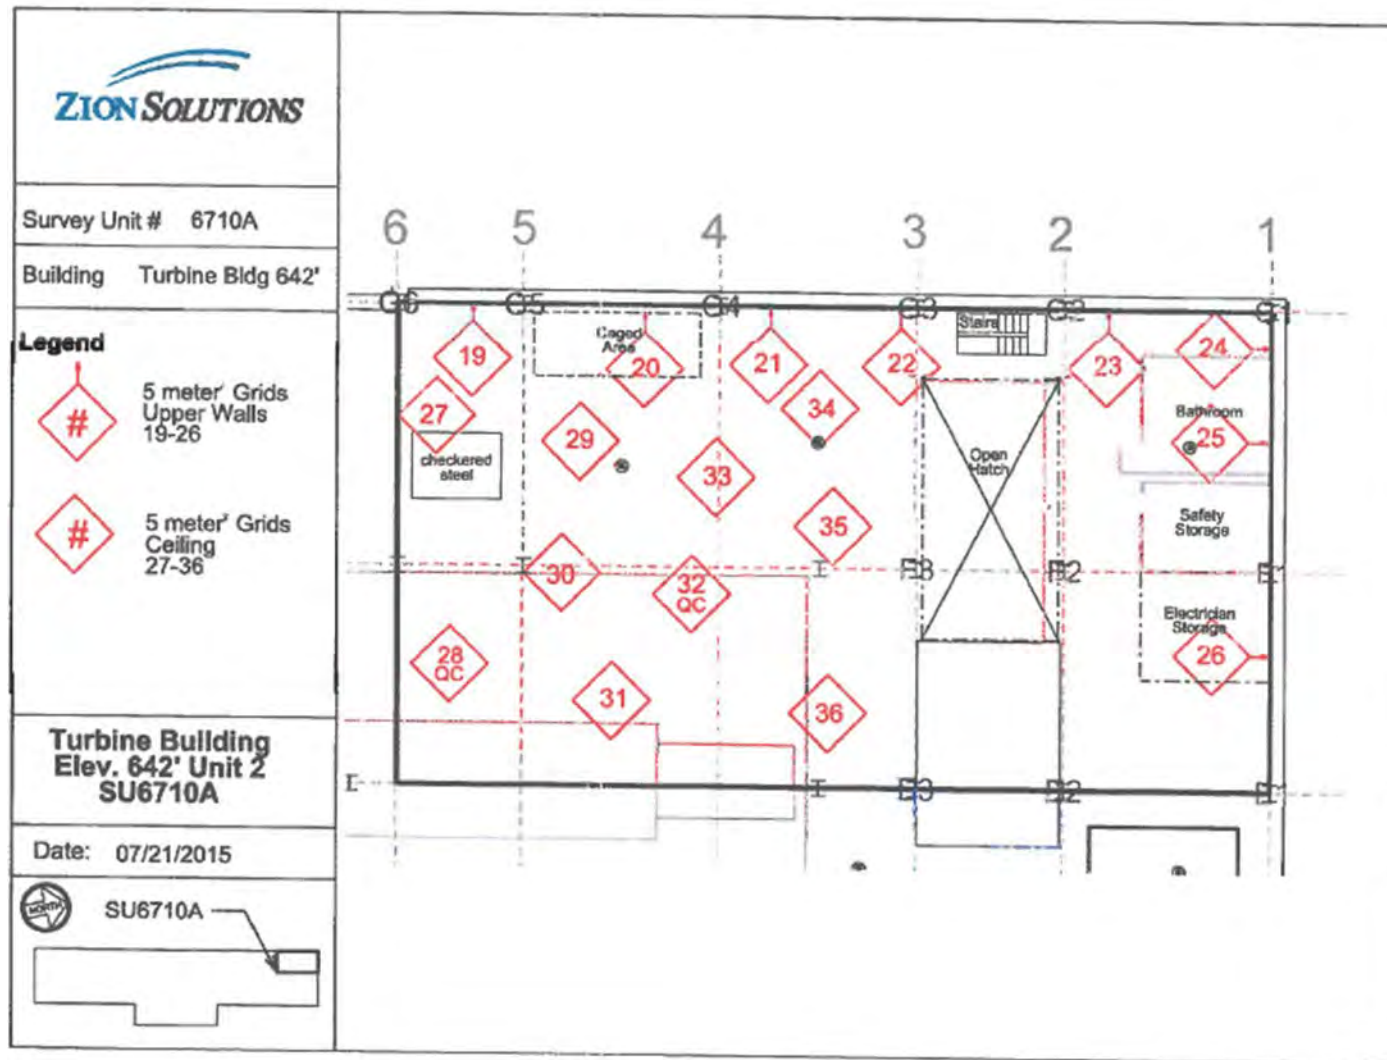 ZIONSOLUTIONS
Survey Unit # 6710A
Building Turbine Bldg 642'
Legend
#
5 meter² Grids
Upper Walls
19-26
#
5 meter² Grids
Ceiling
27-36
Turbine Building
Elev. 642' Unit 2
SU6710A
Date: 07/21/2015
NORTH
SU6710A
6 5 4 3 2 1
Stairs
Caged
Area
19
20
21
22
23
24
27
34
Bathroom
29
25
checkered
steel
Open
Hatch
33
35
Safety
Storage
30
32
QC
Electrician
Storage
28
QC
26
31
36